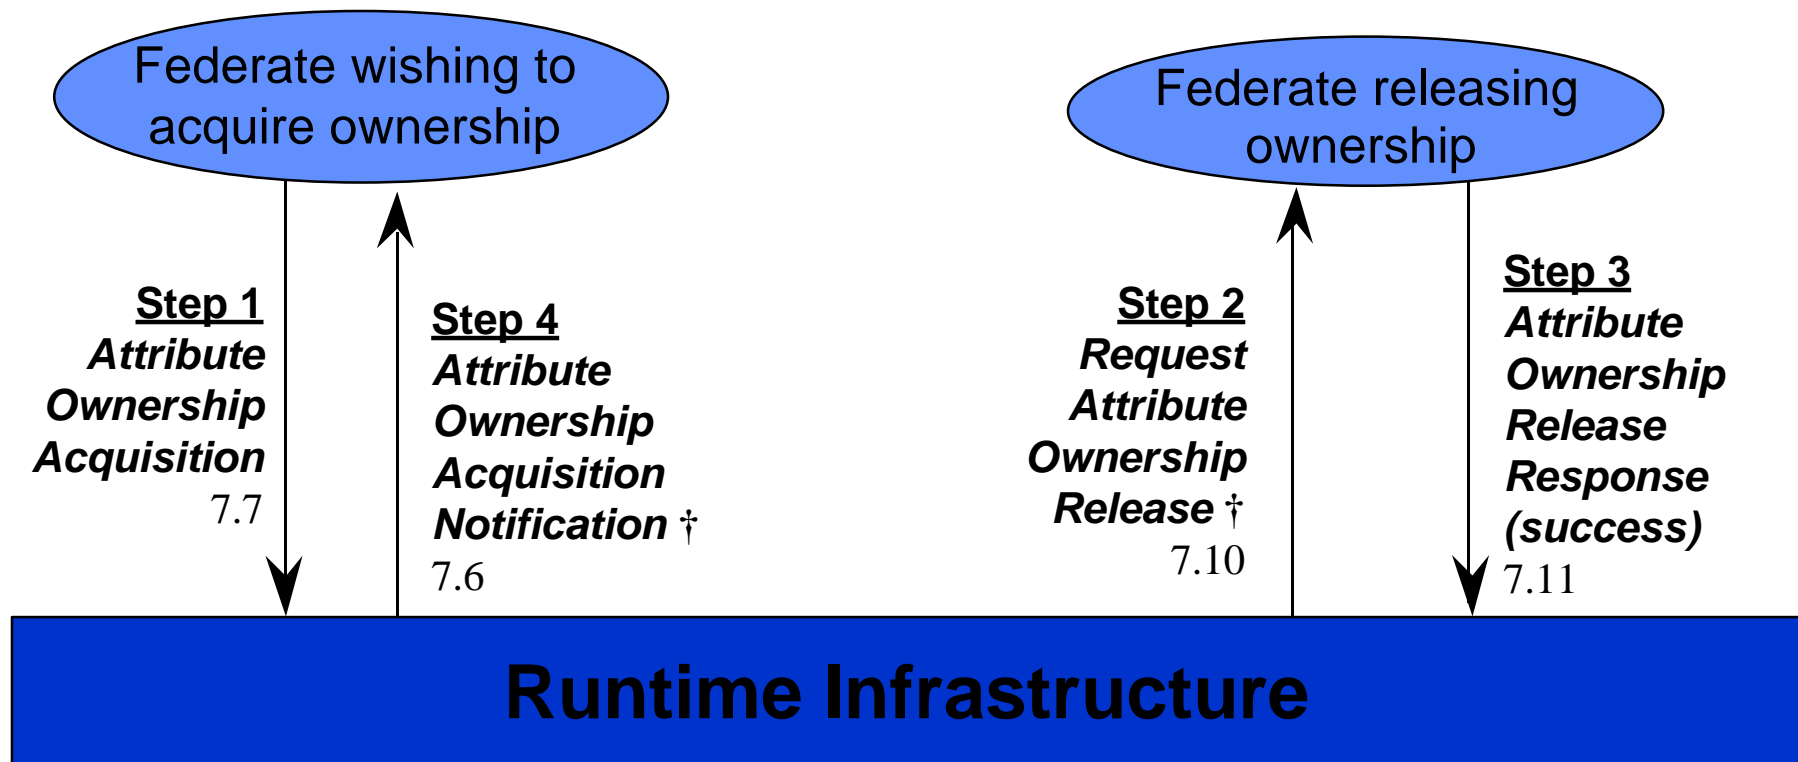 Federate wishing to
acquire ownership
Federate releasing
ownership
Step 1
Attribute
Ownership
Acquisition
7.7
Step 4
Attribute
Ownership
Acquisition
Notification †
7.6
Step 2
Request
Attribute
Ownership
Release †
7.10
Step 3
Attribute
Ownership
Release
Response
(success)
7.11
Runtime Infrastructure